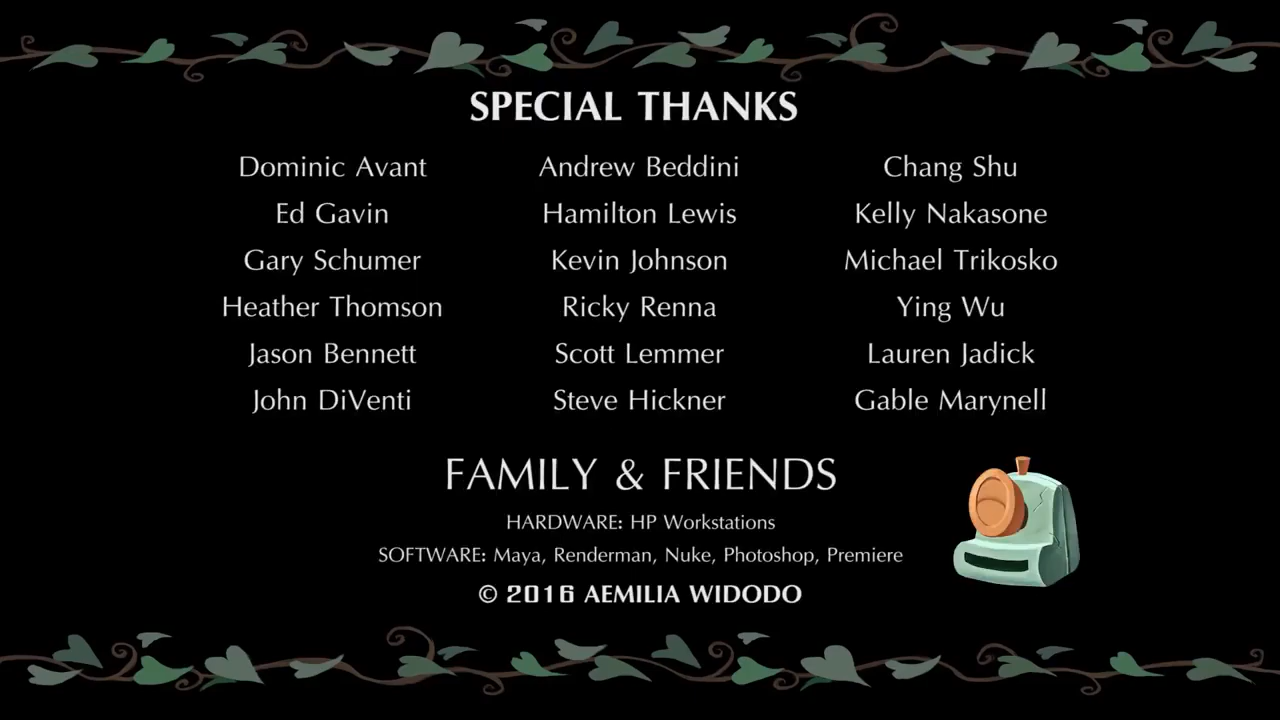 SPECIAL THANKS
Dominic Avant
Andrew Beddini
Chang Shu
Ed Gavin
Hamilton Lewis
Kelly Nakasone
Gary Schumer
Kevin Johnson
Michael Trikosko
Heather Thomson
Ricky Renna
Ying Wu
Jason Bennett
Scott Lemmer
Lauren Jadick
John DiVenti
Steve Hickner
Gable Marynell
FAMILY & FRIENDS
HARDWARE: HP Workstations
SOFTWARE: Maya, Renderman, Nuke, Photoshop, Premiere
© 2016 AEMILIA WIDODO